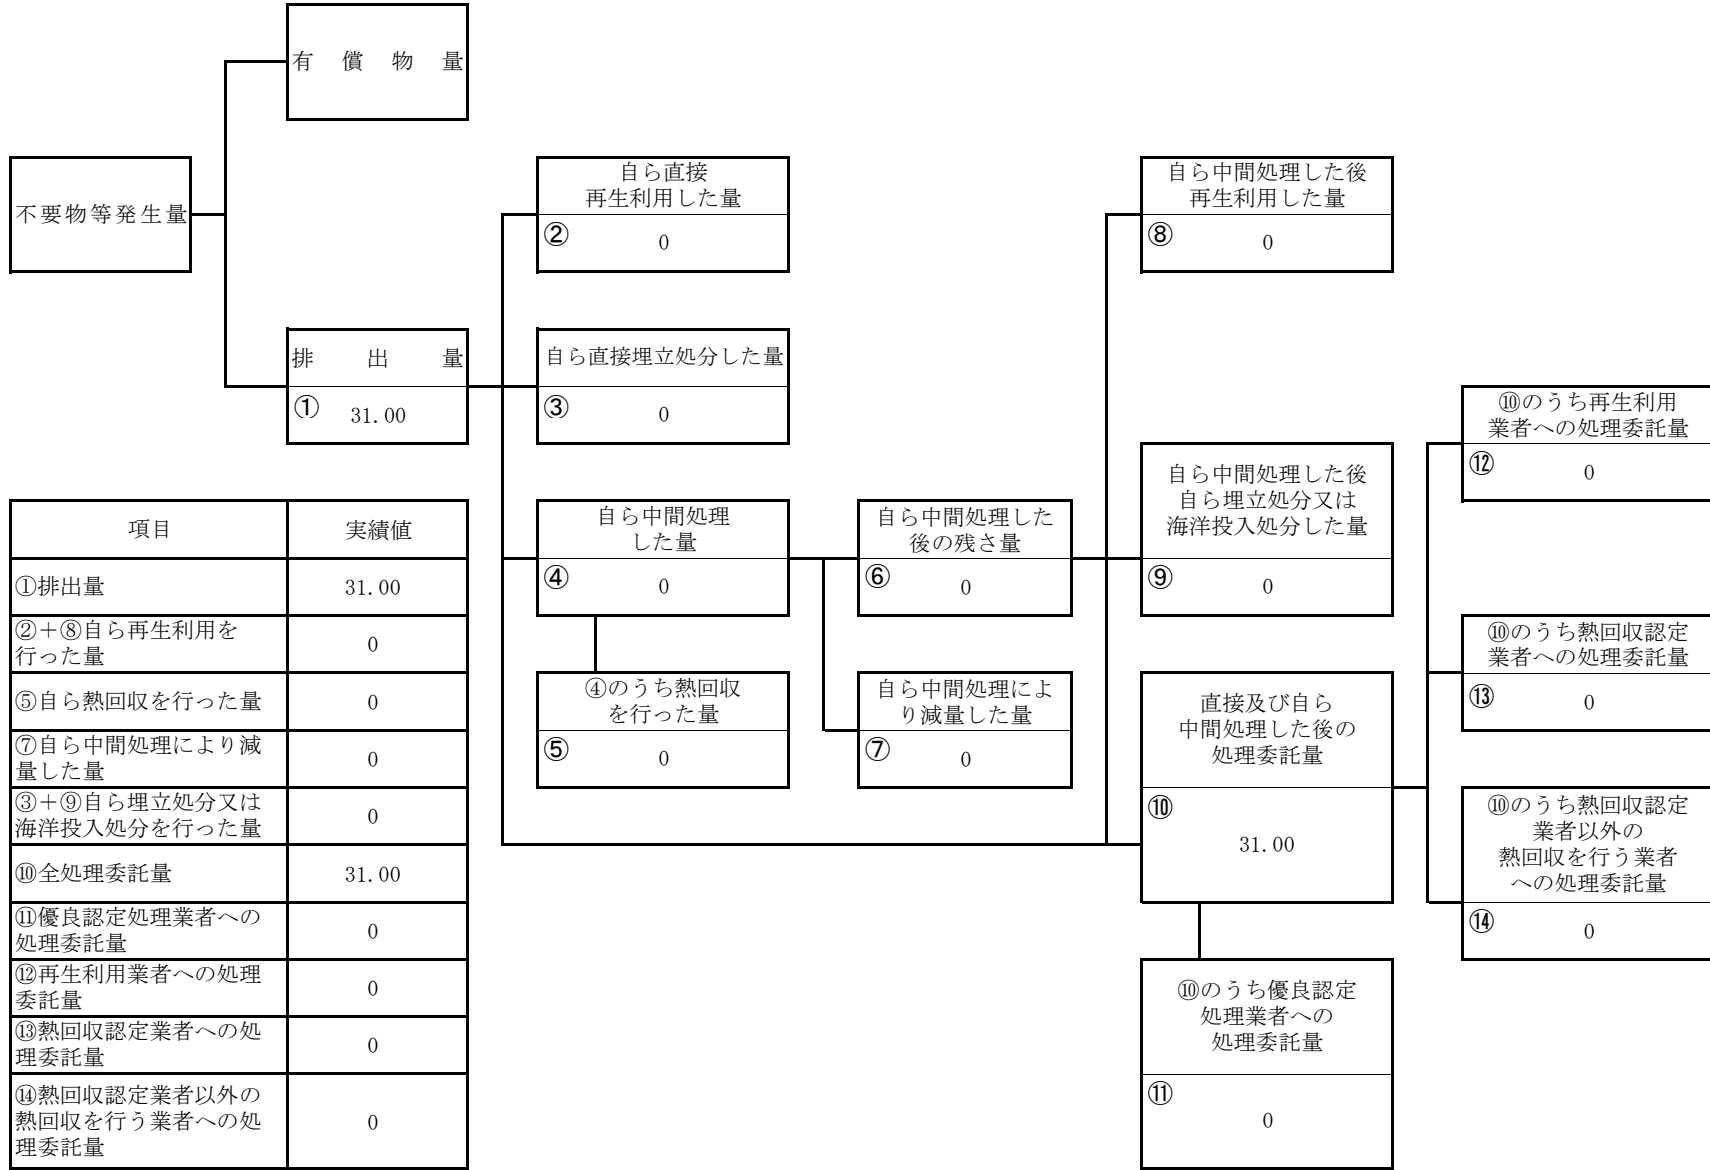 有償物量
不要物等発生量
排出量
① 31.00
自ら直接
再生利用した量
② 0
自ら直接埋立処分した量
③ 0
自ら中間処理
した量
④ 0
④のうち熱回収
を行った量
⑤ 0
自ら中間処理した
後の残さ量
⑥ 0
自ら中間処理によ
り減量した量
⑦ 0
自ら中間処理した後
再生利用した量
⑧ 0
自ら中間処理した後
自ら埋立処分又は
海洋投入処分した量
⑨ 0
直接及び自ら
中間処理した後の
処理委託量
⑩
31.00
⑩のうち優良認定
処理業者への
処理委託量
⑪
0
⑩のうち再生利用
業者への処理委託量
⑫ 0
⑩のうち熱回収認定
業者への処理委託量
⑬ 0
⑩のうち熱回収認定
業者以外の
熱回収を行う業者
への処理委託量
⑭ 0
項目 実績値
①排出量 31.00
②＋⑧自ら再生利用を
行った量 0
⑤自ら熱回収を行った量 0
⑦自ら中間処理により減
量した量 0
③＋⑨自ら埋立処分又は
海洋投入処分を行った量 0
⑩全処理委託量 31.00
⑪優良認定処理業者への
処理委託量 0
⑫再生利用業者への処理
委託量 0
⑬熱回収認定業者への処
理委託量 0
⑭熱回収認定業者以外の
熱回収を行う業者への処
理委託量 0